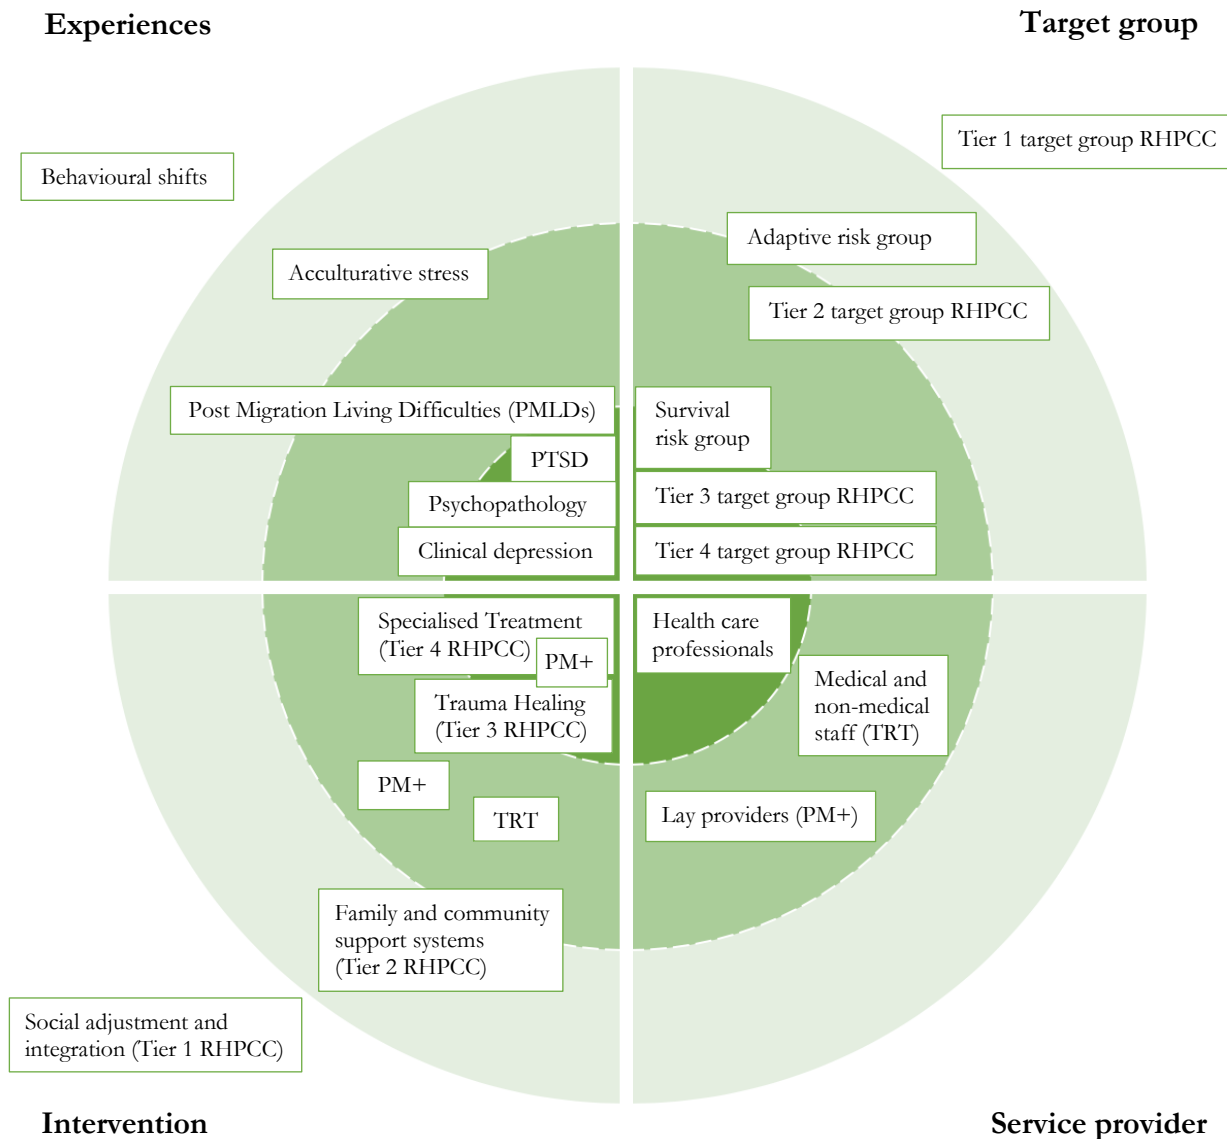 Experiences
Target group
Tier 1 target group RHPCC
Behavioural shifts
Adaptive risk group
Acculturative stress
Tier 2 target group RHPCC
Post Migration Living Difficulties (PMLDs)
Survival
risk group
PTSD
Psychopathology
Tier 3 target group RHPCC
Clinical depression
Tier 4 target group RHPCC
Specialised Treatment
(Tier 4 RHPCC)
PM+
Health care
professionals
Trauma Healing
(Tier 3 RHPCC)
Medical and
non-medical
staff (TRT)
PM+
TRT
Lay providers (PM+)
Family and community
support systems
(Tier 2 RHPCC)
Social adjustment and
integration (Tier 1 RHPCC)
Intervention
Service provider